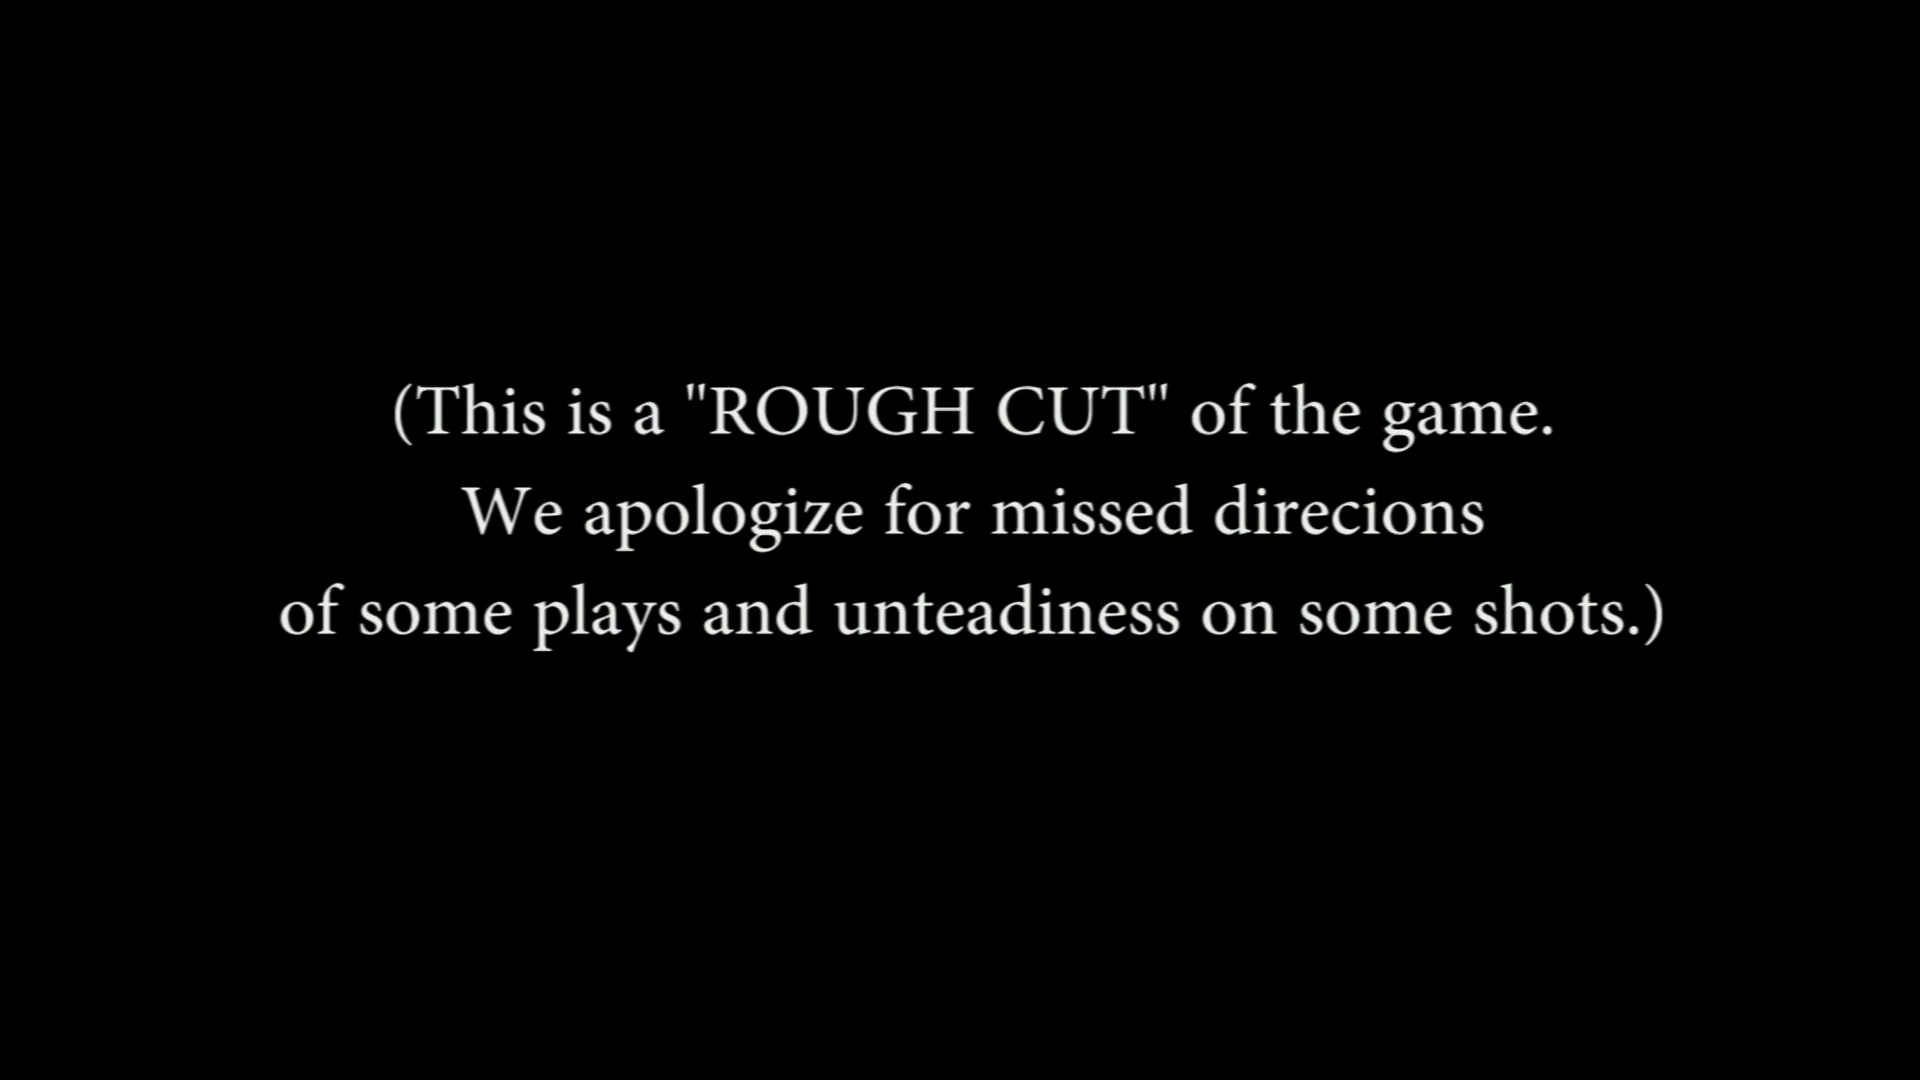 (This is a "ROUGH CUT" of the game.
We apologize for missed direcions
of some plays and unteadiness on some shots.)